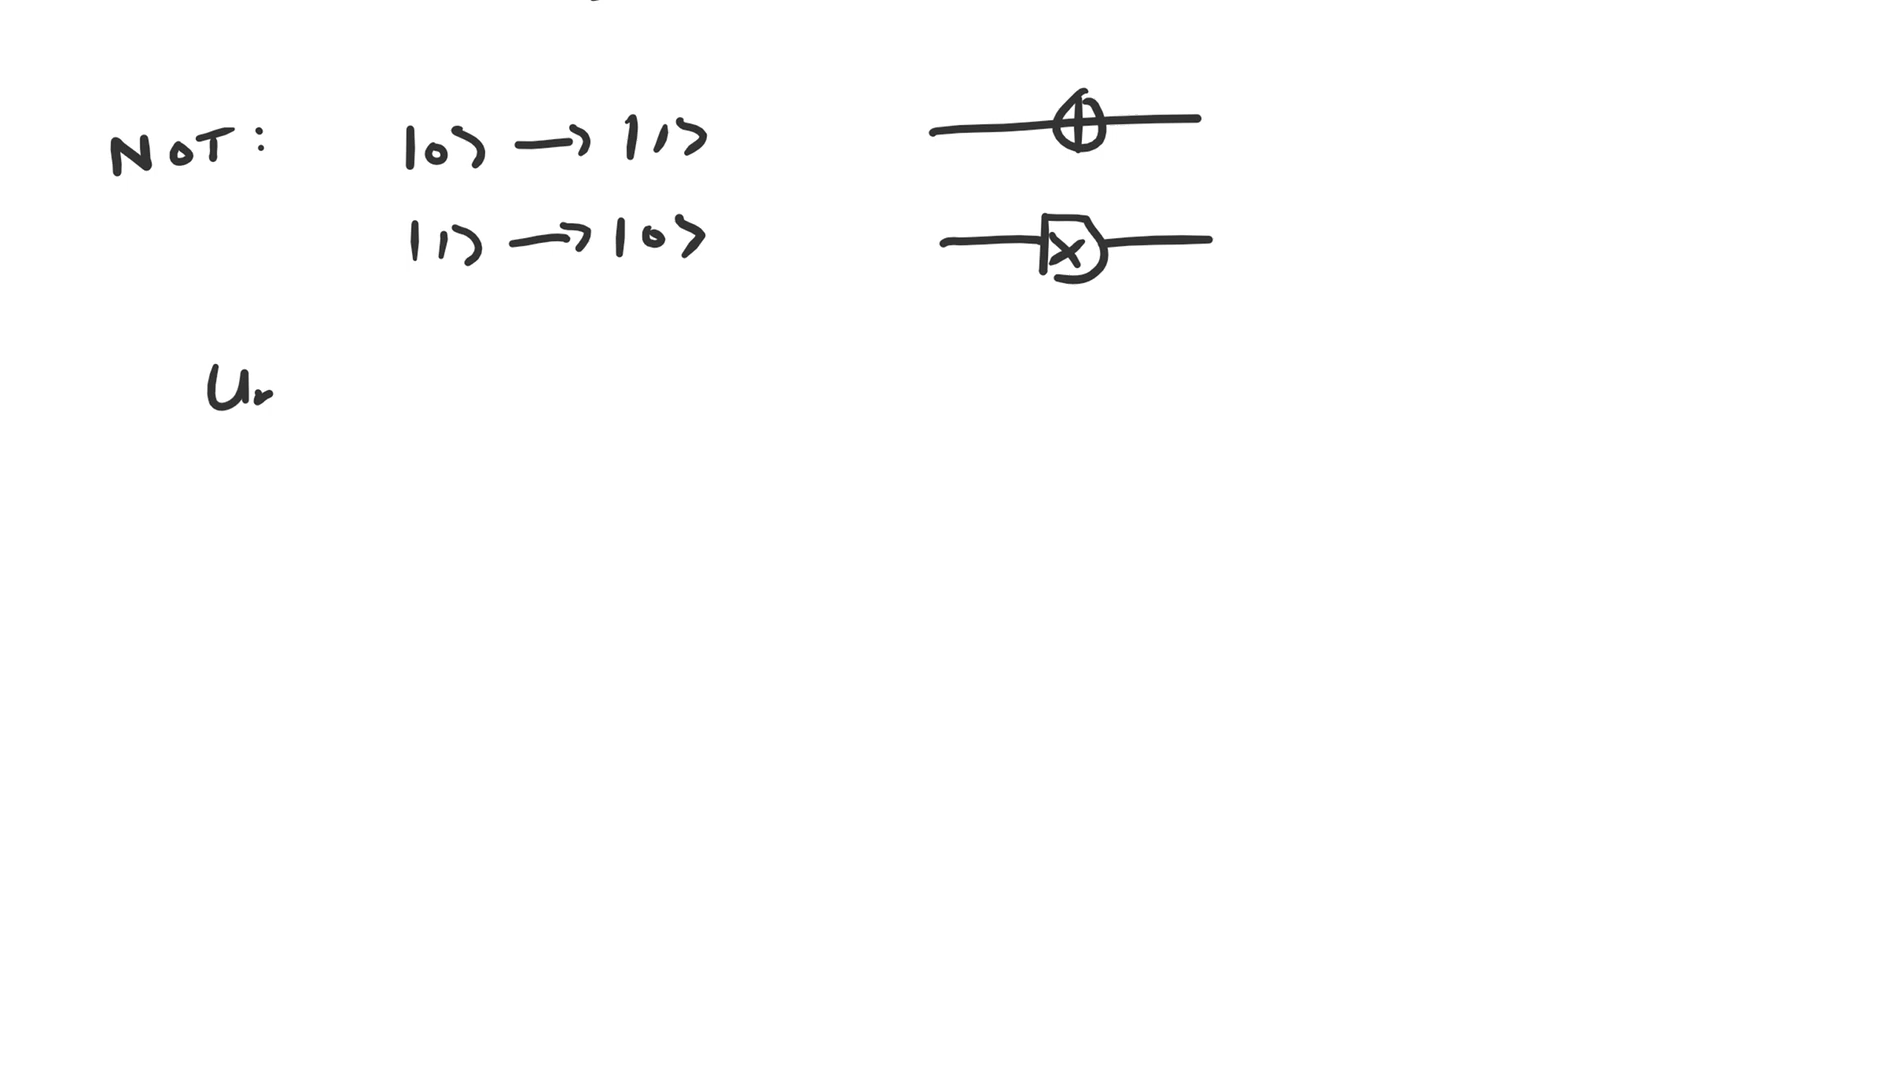 NOT: |0⟩ → |1⟩
|1⟩ → |0⟩
X